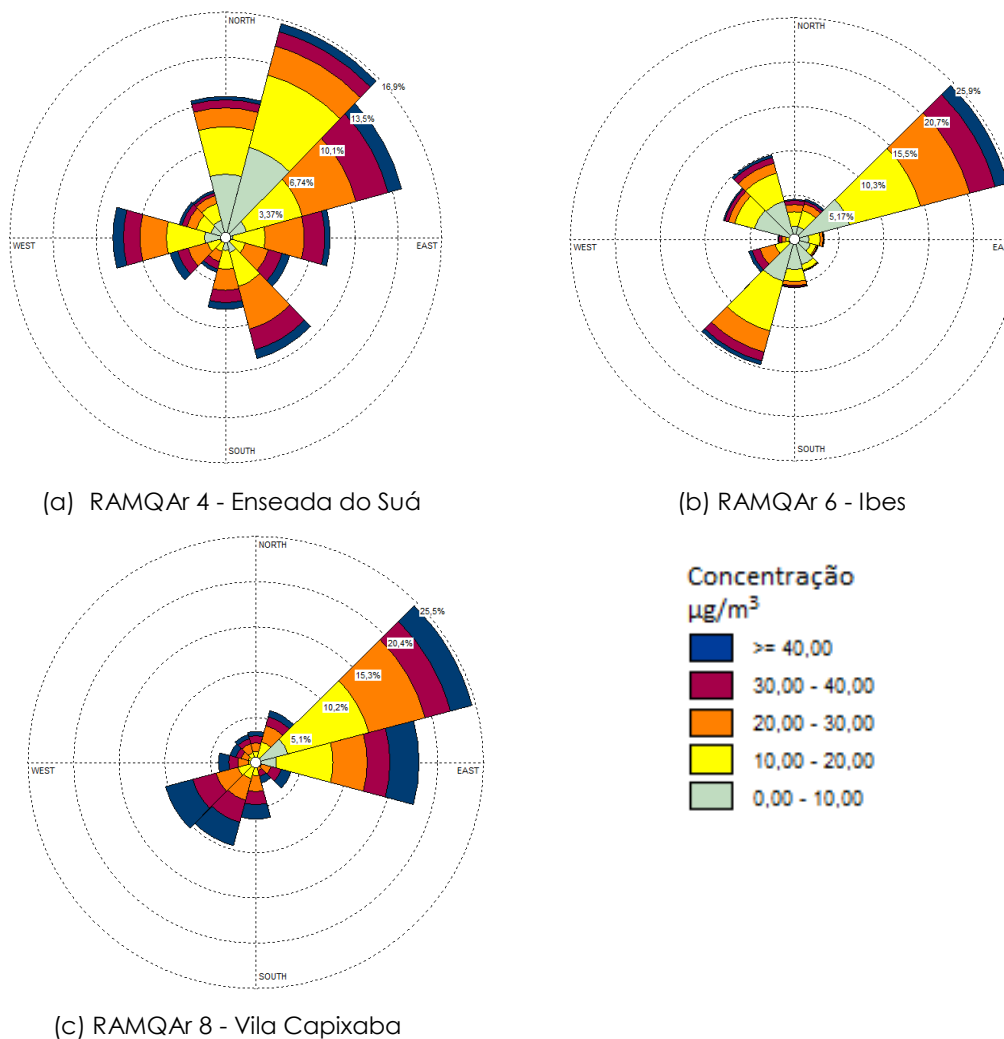 NORTH
16,9%
13,5%
10,1%
6,74%
3,37%
WEST
EAST
SOUTH
(a) RAMQAr 4 - Enseada do Suá
NORTH
25,9%
20,7%
15,5%
10,3%
5,17%
WEST
EA
SOUTH
(b) RAMQAr 6 - Ibes
NORTH
25,5%
20,4%
15,3%
10,2%
5,1%
WEST
EAST
SOUTH
(c) RAMQAr 8 - Vila Capixaba
Concentração
µg/m³
>= 40,00
30,00 - 40,00
20,00 - 30,00
10,00 - 20,00
0,00 - 10,00